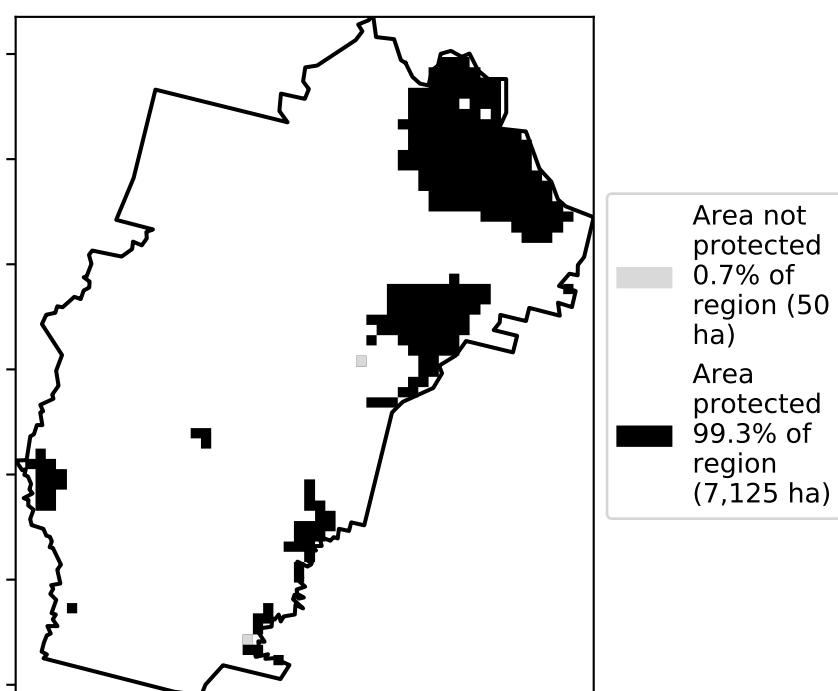 Area not
protected
0.7% of
region (50
ha)
Area
protected
99.3% of
region
(7,125 ha)